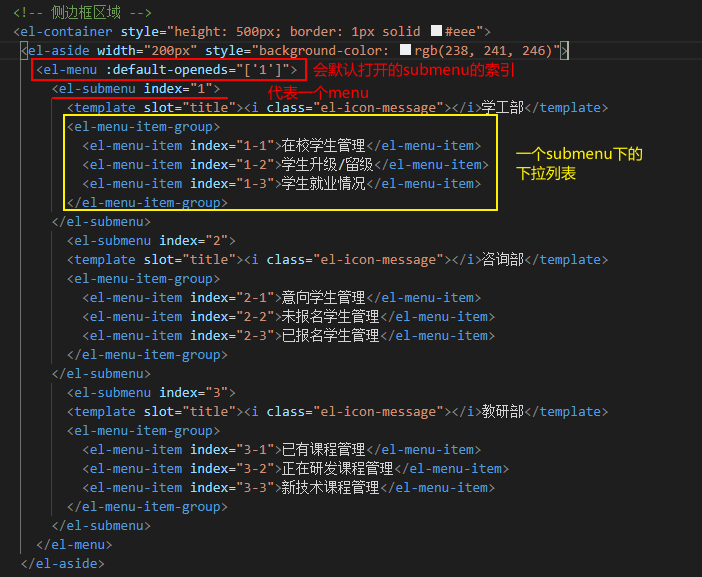 <!-- 侧边框区域 -->
<el-container style="height: 500px; border: 1px solid #eee">
<el-aside width="200px" style="background-color: rgb(238, 241, 246)">
<el-menu :default-openeds="['1']"> 会默认打开的submenu的索引
<el-submenu index="1"> 代表一个menu
<template slot="title"><i class="el-icon-message"></i>学工部</template>
<el-menu-item-group>
<el-menu-item index="1-1">在校学生管理</el-menu-item>
<el-menu-item index="1-2">学生升级/留级</el-menu-item>
<el-menu-item index="1-3">学生就业情况</el-menu-item>
</el-menu-item-group>
一个submenu下的
下拉列表
</el-submenu>
<el-submenu index="2">
<template slot="title"><i class="el-icon-message"></i>咨询部</template>
<el-menu-item-group>
<el-menu-item index="2-1">意向学生管理</el-menu-item>
<el-menu-item index="2-2">未报名学生管理</el-menu-item>
<el-menu-item index="2-3">已报名学生管理</el-menu-item>
</el-menu-item-group>
</el-submenu>
<el-submenu index="3">
<template slot="title"><i class="el-icon-message"></i>教研部</template>
<el-menu-item-group>
<el-menu-item index="3-1">已有课程管理</el-menu-item>
<el-menu-item index="3-2">正在研发课程管理</el-menu-item>
<el-menu-item index="3-3">新技术课程管理</el-menu-item>
</el-menu-item-group>
</el-submenu>
</el-menu>
</el-aside>